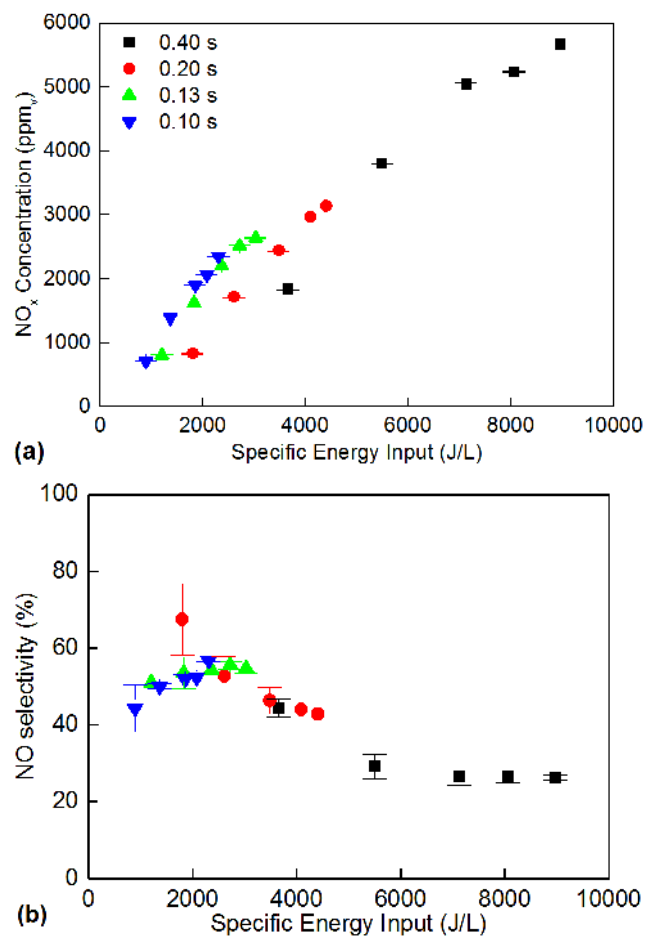 6000
5000
4000
3000
2000
1000
0
NOx Concentration (ppmv)
0.40 s
0.20 s
0.13 s
0.10 s
0 2000 4000 6000 8000 10000
Specific Energy Input (J/L)
(a)
100
80
60
40
20
0
NO selectivity (%)
0 2000 4000 6000 8000 10000
Specific Energy Input (J/L)
(b)